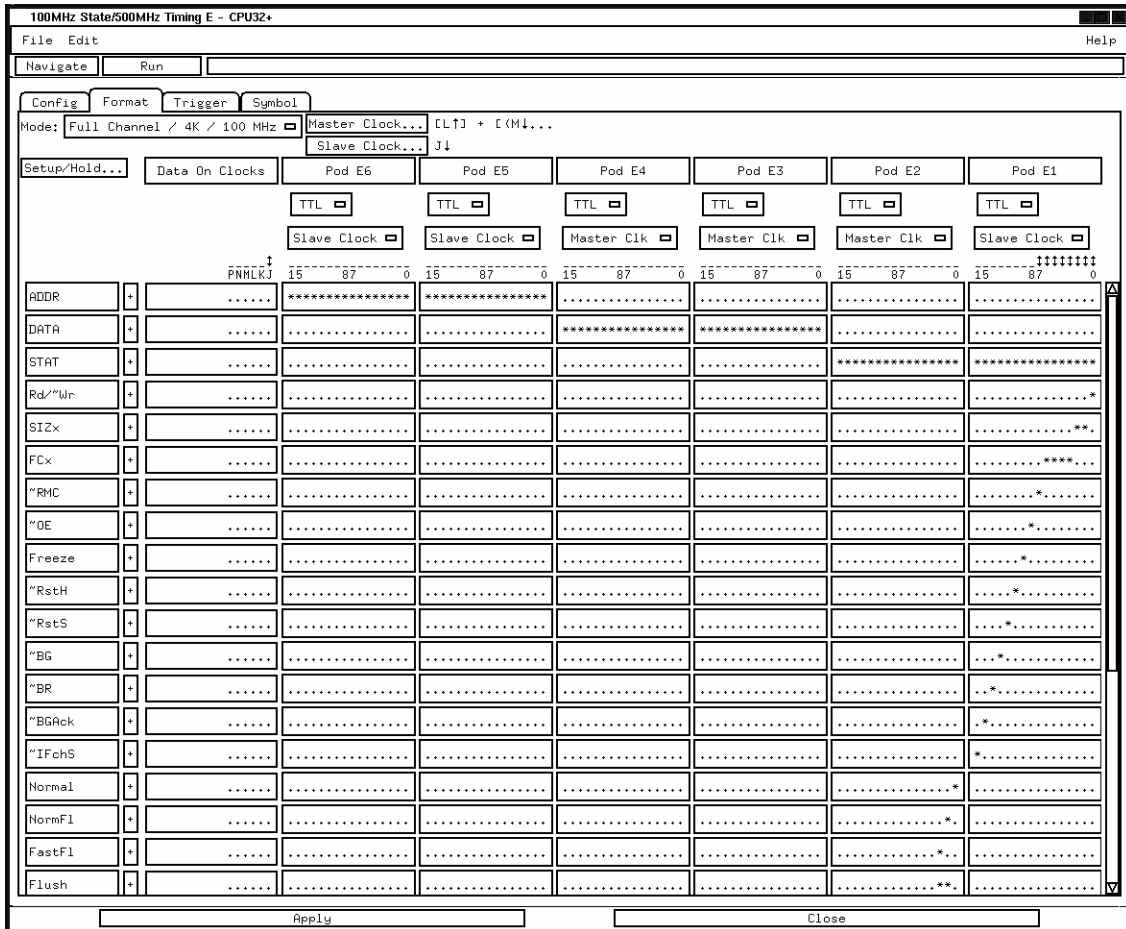 100MHz State/500MHz Timing E - CPU32+
File Edit Help
Navigate Run
Config Format Trigger Symbol
Mode: Full Channel / 4K / 100 MHz Master Clock... [L↑] + [(M↓...
Slave Clock... J↓
Setup/Hold... Data On Clocks Pod E6 Pod E5 Pod E4 Pod E3 Pod E2 Pod E1
TTL TTL TTL TTL TTL TTL
Slave Clock Slave Clock Master Clk Master Clk Master Clk Slave Clock
↕ ↕↕↕↕↕↕↕↕
PNMLKJ 15 87 0 15 87 0 15 87 0 15 87 0 15 87 0 15 87 0
ADDR + ...... **************** **************** ................ ................ ................ ................
DATA + ...... ................ ................ **************** **************** ................ ................
STAT + ...... ................ ................ ................ ................ **************** ****************
Rd/~Wr + ...... ................ ................ ................ ................ ................ ...............*
SIZx + ...... ................ ................ ................ ................ ................ .............**.
FCx + ...... ................ ................ ................ ................ ................ .........****...
~RMC + ...... ................ ................ ................ ................ ................ ........*.......
~OE + ...... ................ ................ ................ ................ ................ .......*........
Freeze + ...... ................ ................ ................ ................ ................ ......*.........
~RstH + ...... ................ ................ ................ ................ ................ .....*..........
~RstS + ...... ................ ................ ................ ................ ................ ....*...........
~BG + ...... ................ ................ ................ ................ ................ ...*............
~BR + ...... ................ ................ ................ ................ ................ ..*.............
~BGAck + ...... ................ ................ ................ ................ ................ .*..............
~IFchS + ...... ................ ................ ................ ................ ................ *...............
Normal + ...... ................ ................ ................ ................ ...............* ................
NormFl + ...... ................ ................ ................ ................ ..............*. ................
FastFl + ...... ................ ................ ................ ................ .............*.. ................
Flush + ...... ................ ................ ................ ................ .............**. ................
Apply Close